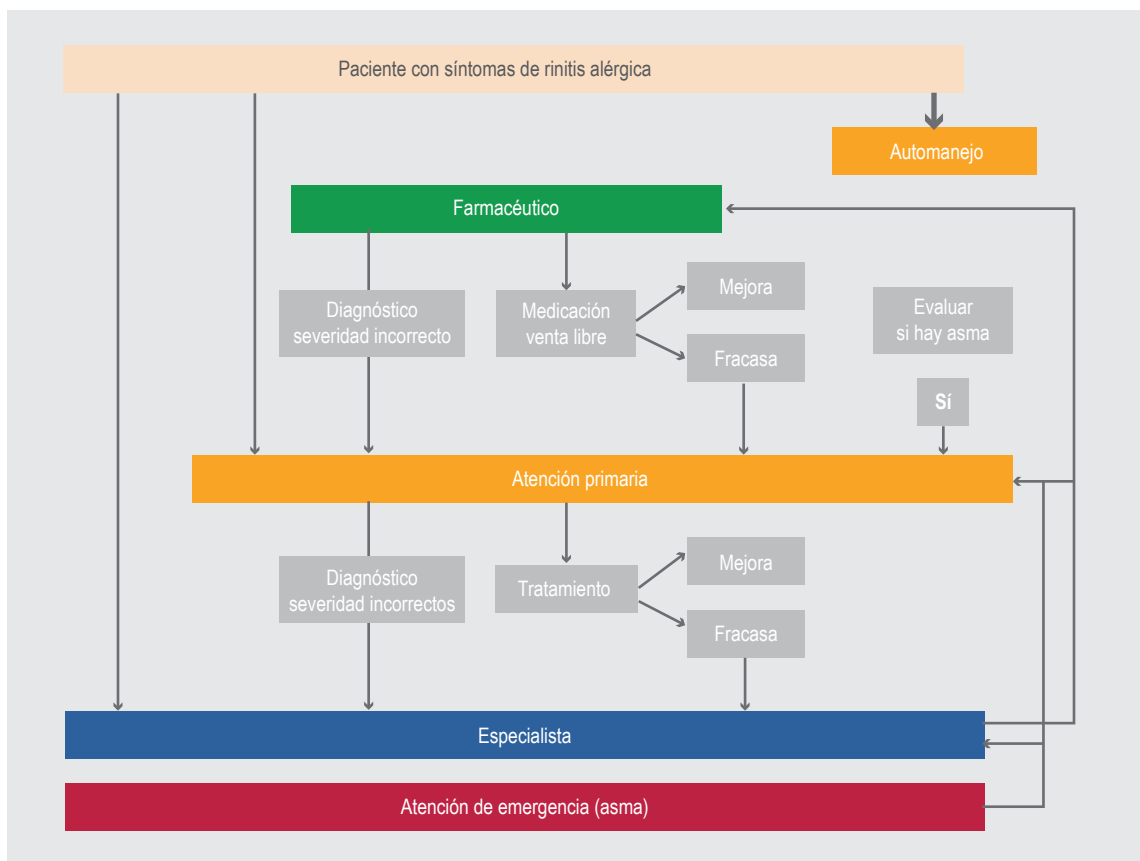 Paciente con síntomas de rinitis alérgica
Automanejo
Farmacéutico
Diagnóstico
severidad incorrecto
Medicación
venta libre
Mejora
Fracasa
Evaluar
si hay asma
Sí
Atención primaria
Diagnóstico
severidad incorrectos
Tratamiento
Mejora
Fracasa
Especialista
Atención de emergencia (asma)